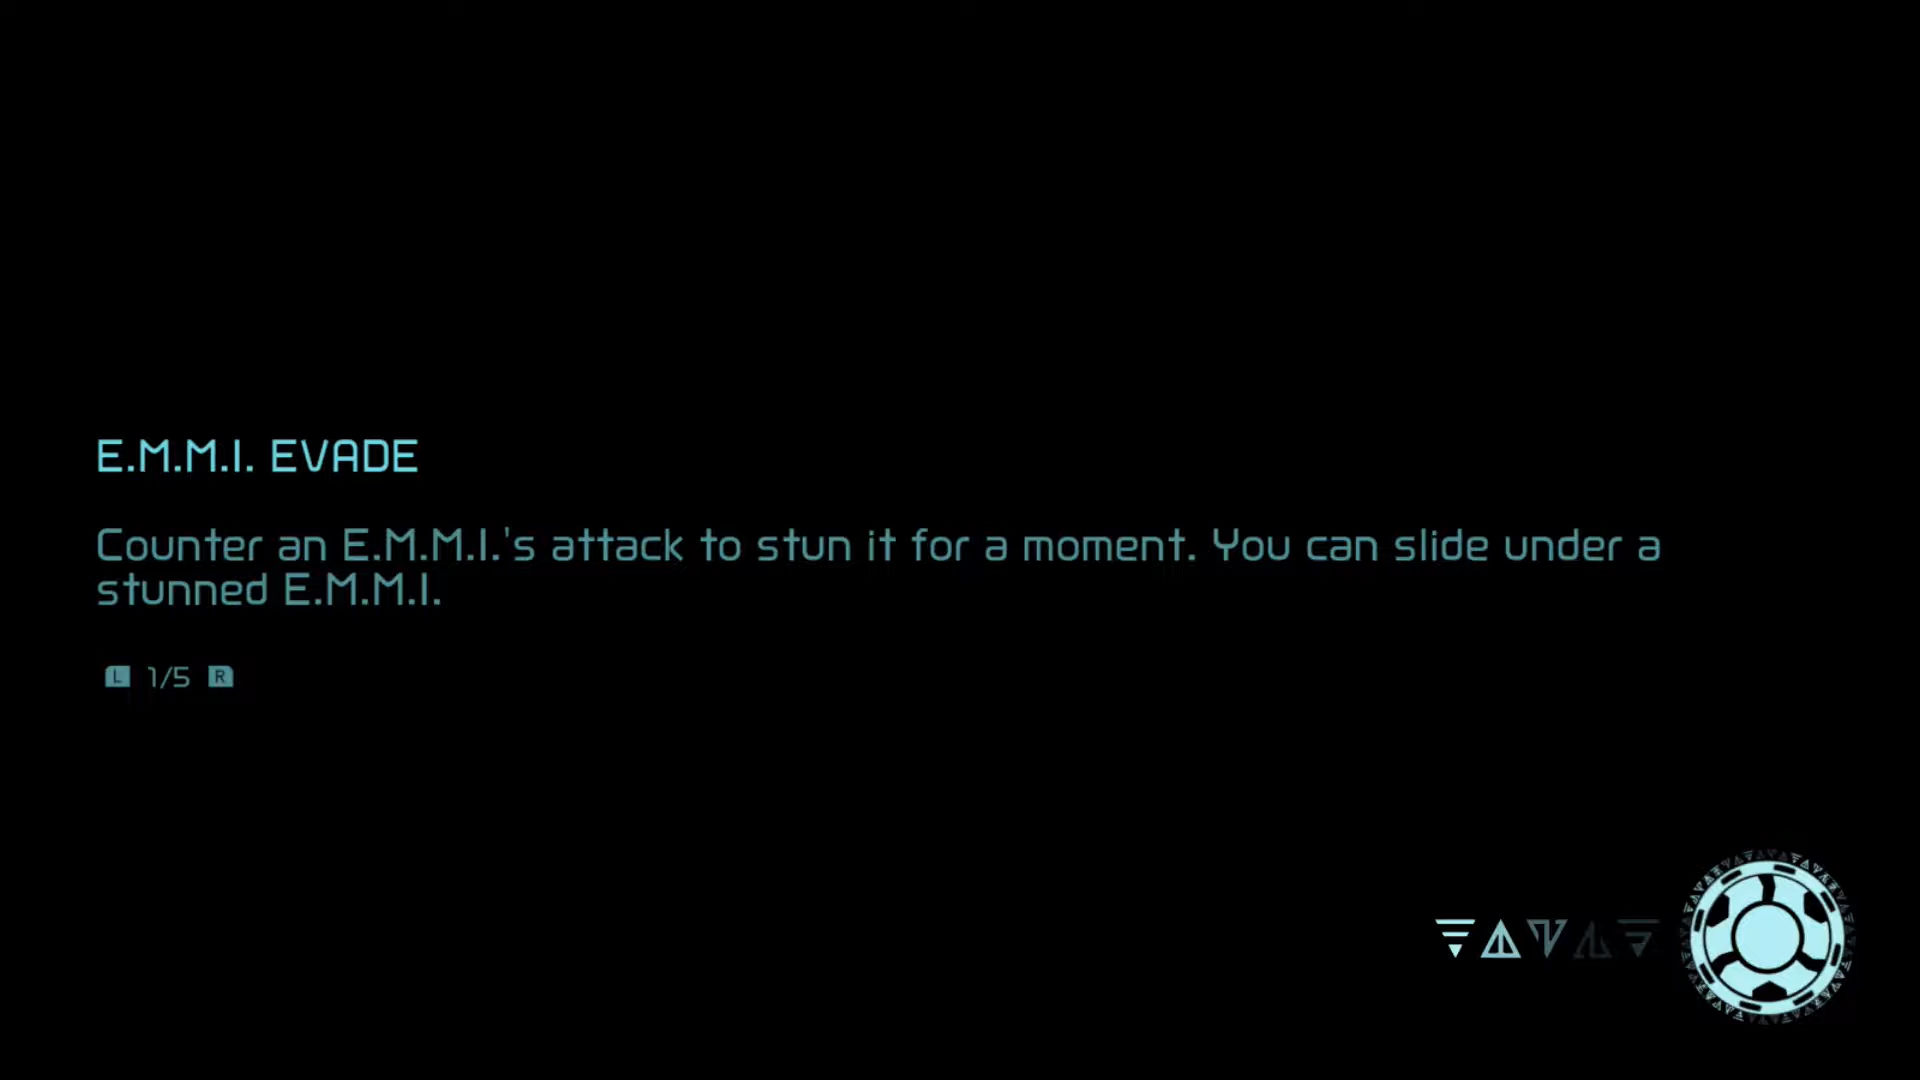 E.M.M.I. EVADE
Counter an E.M.M.I.'s attack to stun it for a moment. You can slide under a
stunned E.M.M.I.
L 1/5 R